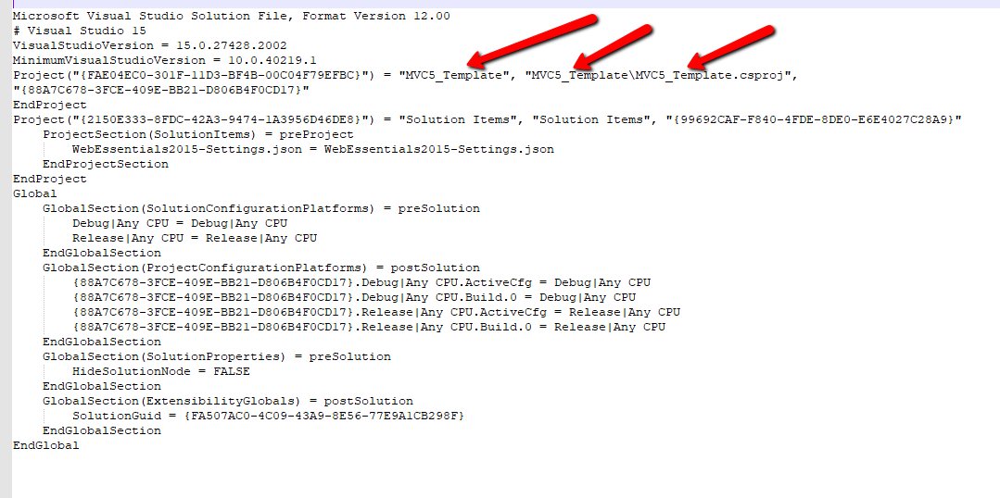 Microsoft Visual Studio Solution File, Format Version 12.00
# Visual Studio 15
VisualStudioVersion = 15.0.27428.2002
MinimumVisualStudioVersion = 10.0.40219.1
Project("{FAE04EC0-301F-11D3-BF4B-00C04F79EFBC}") = "MVC5_Template", "MVC5_Template\MVC5_Template.csproj",
"{88A7C678-3FCE-409E-BB21-D806B4F0CD17}"
EndProject
Project("{2150E333-8FDC-42A3-9474-1A3956D46DE8}") = "Solution Items", "Solution Items", "{99692CAF-F840-4FDE-8DE0-E6E4027C28A9}"
    ProjectSection(SolutionItems) = preProject
        WebEssentials2015-Settings.json = WebEssentials2015-Settings.json
    EndProjectSection
EndProject
Global
    GlobalSection(SolutionConfigurationPlatforms) = preSolution
        Debug|Any CPU = Debug|Any CPU
        Release|Any CPU = Release|Any CPU
    EndGlobalSection
    GlobalSection(ProjectConfigurationPlatforms) = postSolution
        {88A7C678-3FCE-409E-BB21-D806B4F0CD17}.Debug|Any CPU.ActiveCfg = Debug|Any CPU
        {88A7C678-3FCE-409E-BB21-D806B4F0CD17}.Debug|Any CPU.Build.0 = Debug|Any CPU
        {88A7C678-3FCE-409E-BB21-D806B4F0CD17}.Release|Any CPU.ActiveCfg = Release|Any CPU
        {88A7C678-3FCE-409E-BB21-D806B4F0CD17}.Release|Any CPU.Build.0 = Release|Any CPU
    EndGlobalSection
    GlobalSection(SolutionProperties) = preSolution
        HideSolutionNode = FALSE
    EndGlobalSection
    GlobalSection(ExtensibilityGlobals) = postSolution
        SolutionGuid = {FA507AC0-4C09-43A9-8E56-77E9A1CB298F}
    EndGlobalSection
EndGlobal